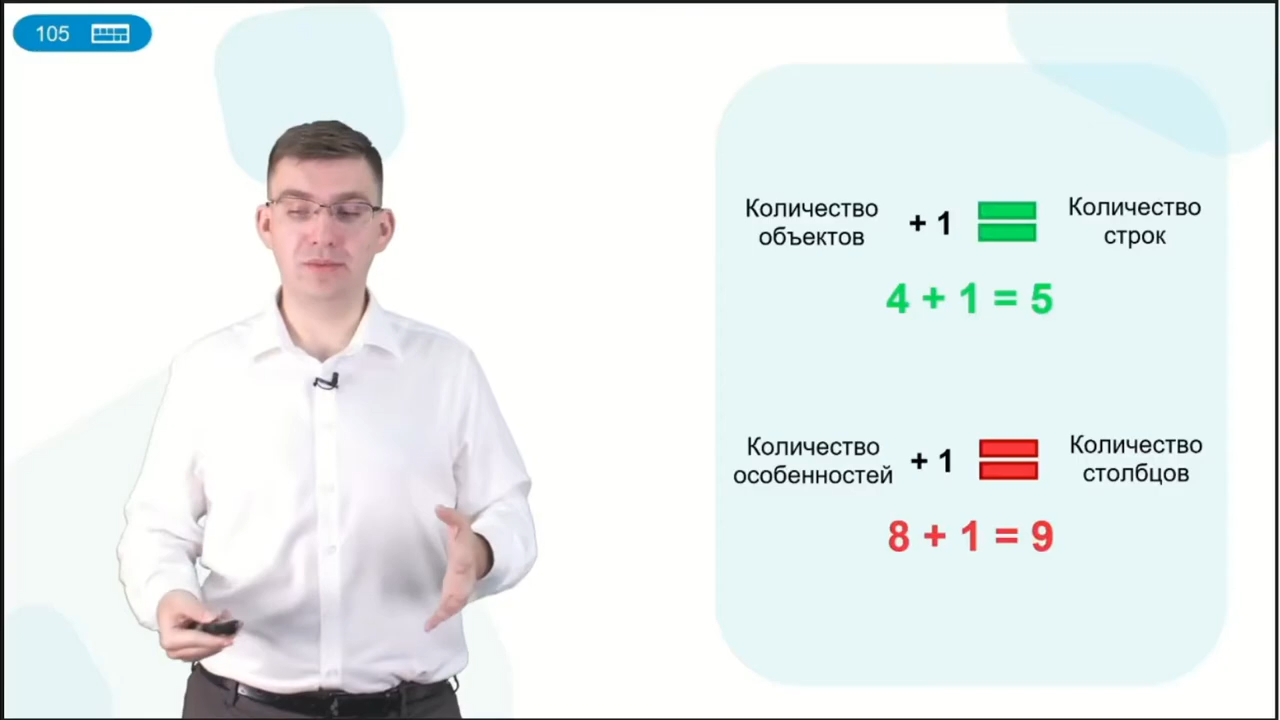 105
Количество
объектов
+ 1
Количество
строк
4 + 1 = 5
Количество
особенностей
+ 1
Количество
столбцов
8 + 1 = 9